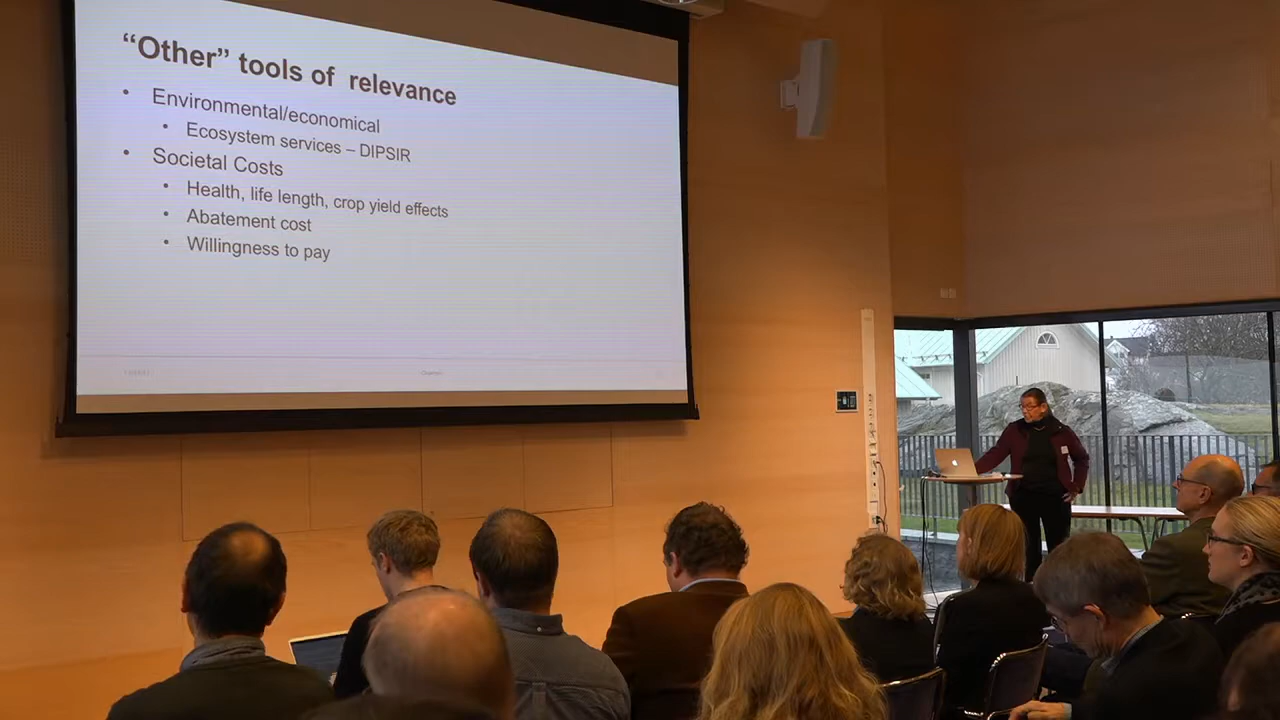 “Other” tools of relevance
• Environmental/economical
• Ecosystem services – DIPSIR
• Societal Costs
• Health, life length, crop yield effects
• Abatement cost
• Willingness to pay